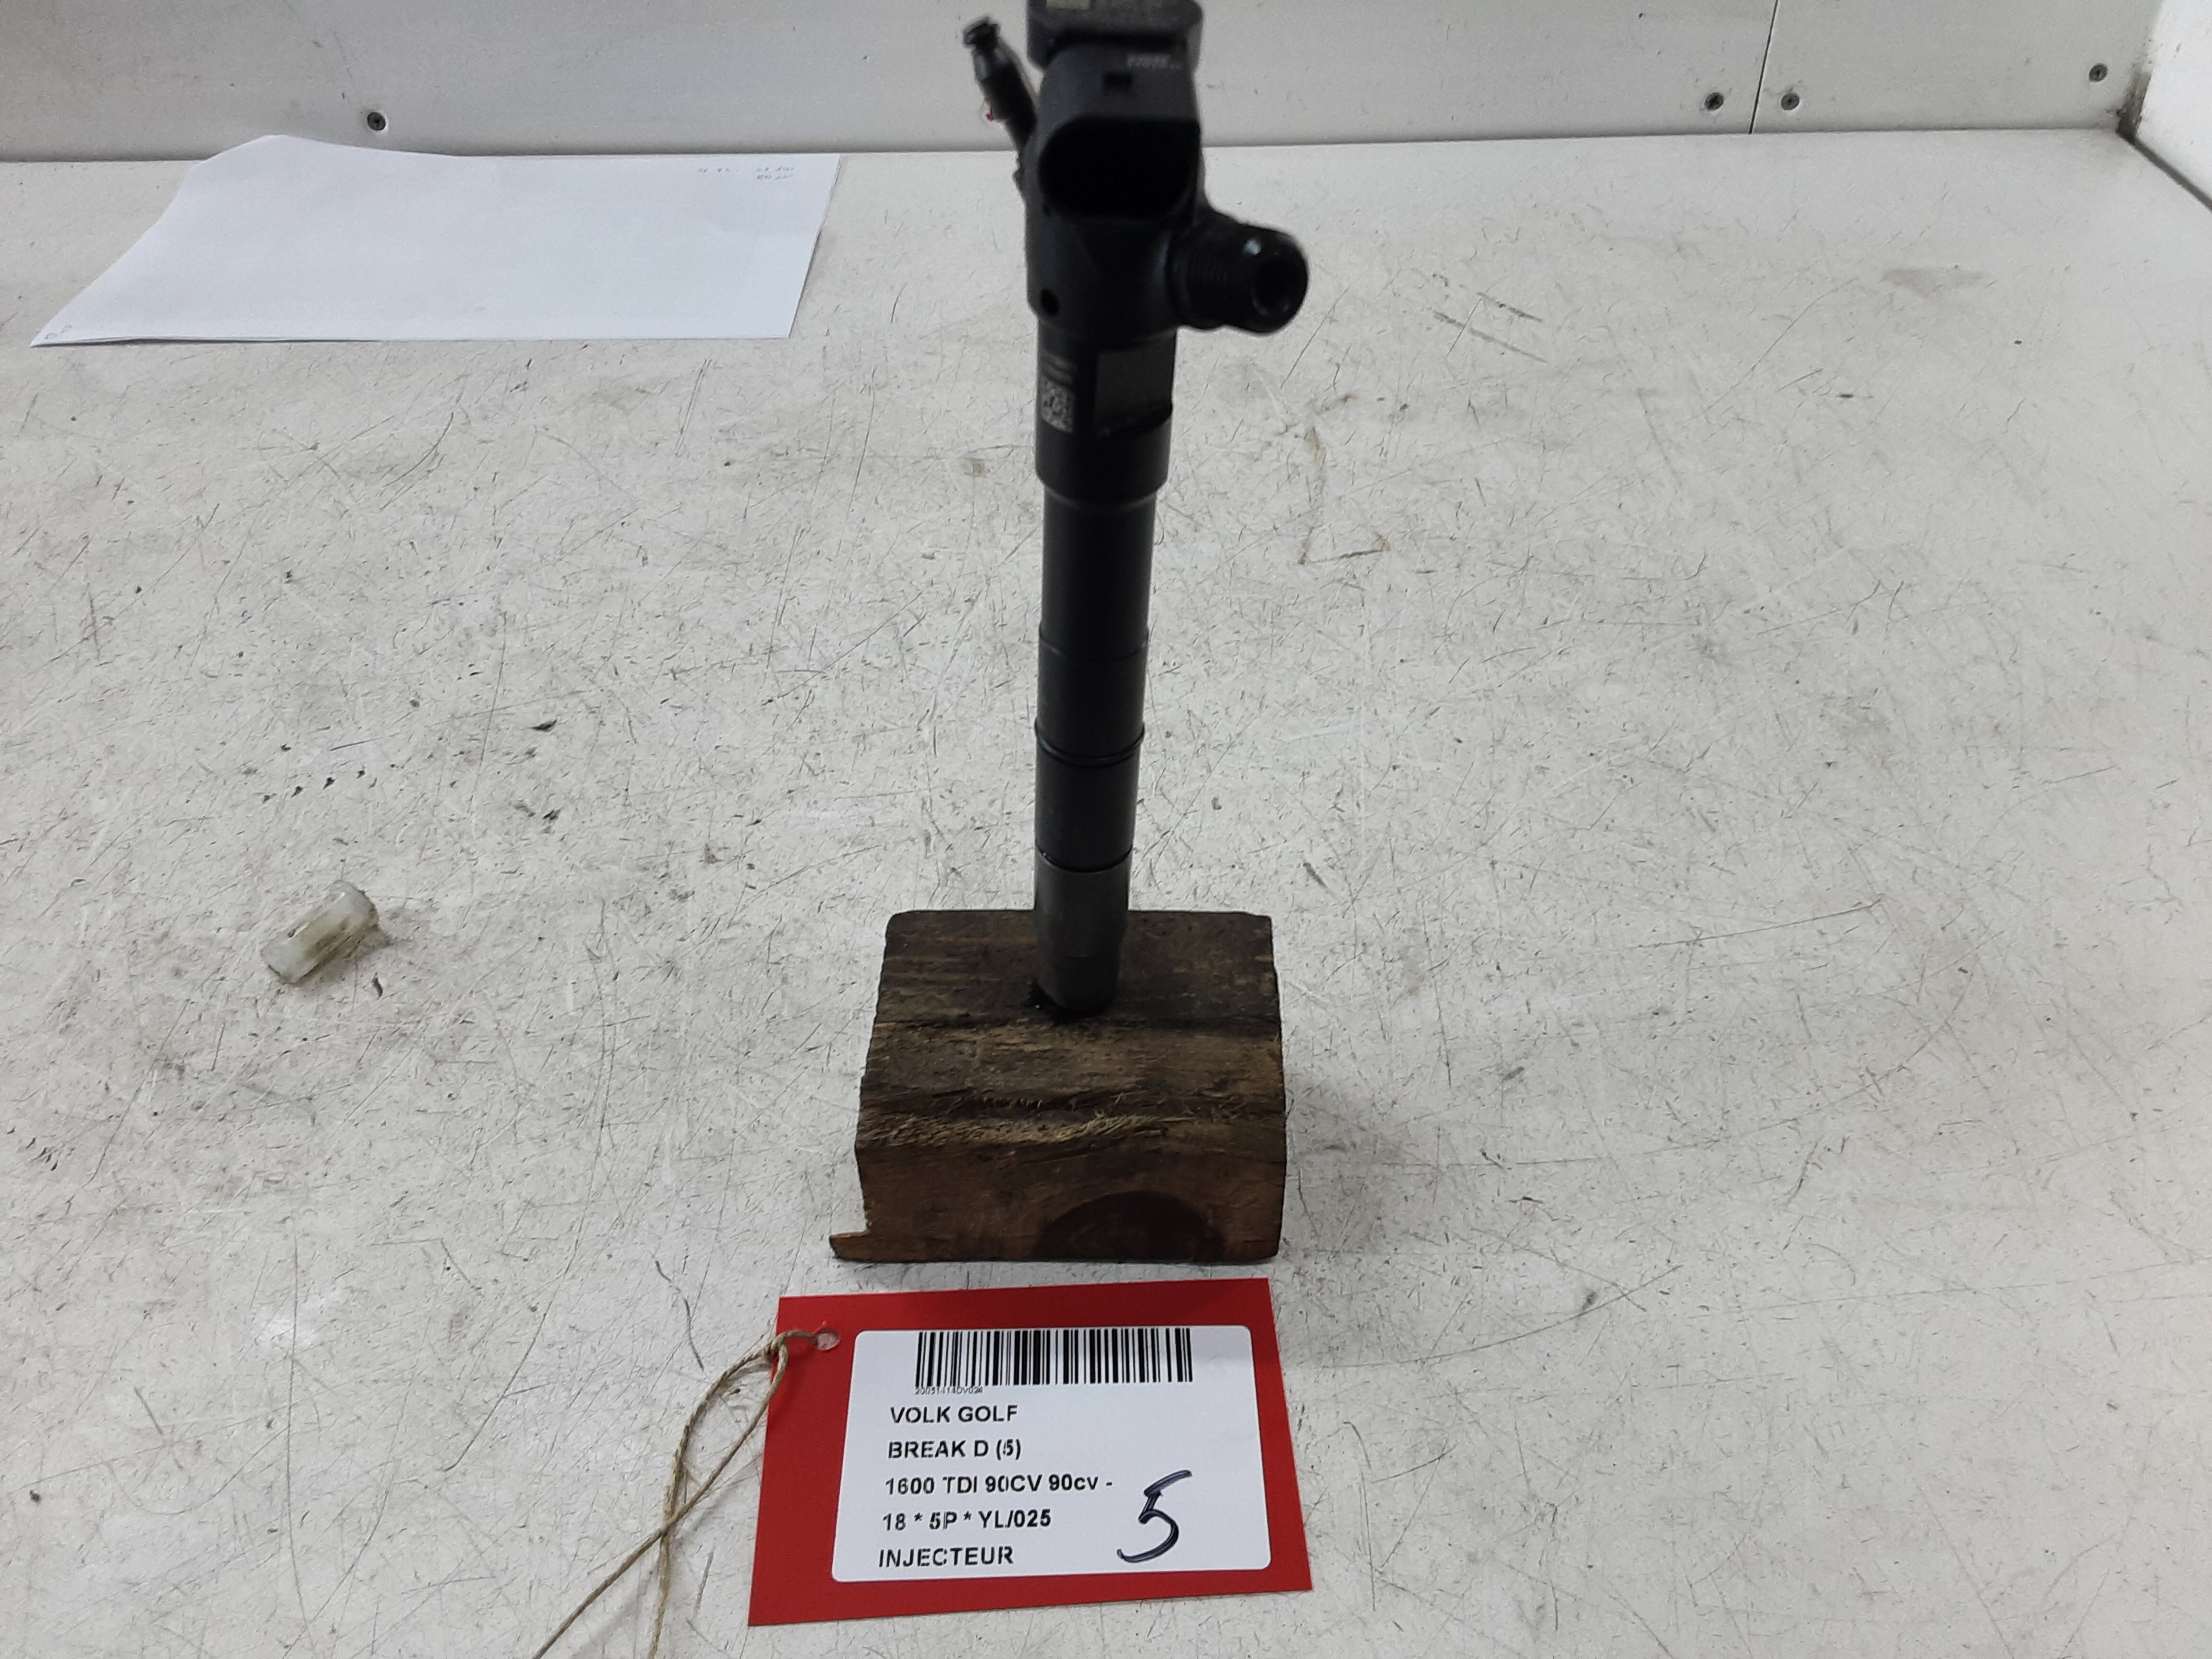 VOLK GOLF
BREAK D (5)
1600 TDI 90CV 90cv -
18 * 5P * YL/025
INJECTEUR
5